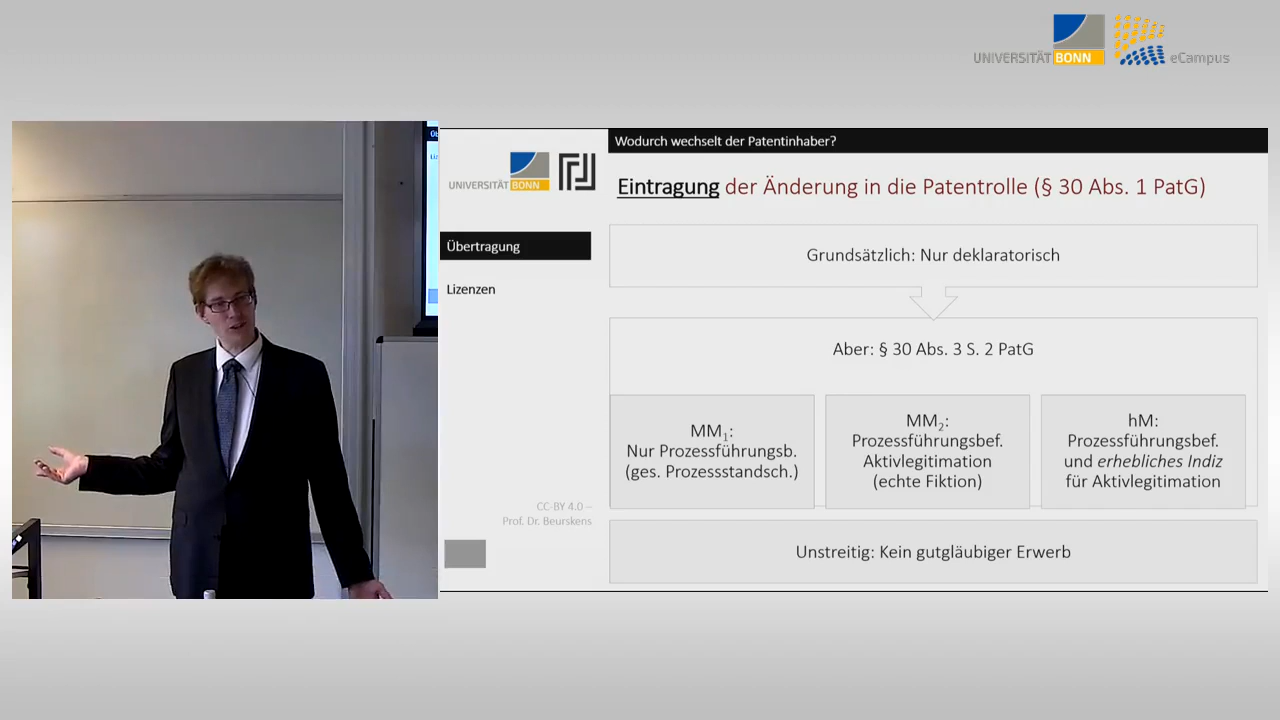 UNIVERSITÄT BONN
eCampus
Wodurch wechselt der Patentinhaber?
UNIVERSITÄT BONN
Eintragung der Änderung in die Patentrolle (§ 30 Abs. 1 PatG)
Übertragung
Lizenzen
Grundsätzlich: Nur deklaratorisch
Aber: § 30 Abs. 3 S. 2 PatG
MM1:
Nur Prozessführungsb.
(ges. Prozessstandsch.)
MM2:
Prozessführungsbef.
Aktivlegitimation
(echte Fiktion)
hM:
Prozessführungsbef.
und erhebliches Indiz
für Aktivlegitimation
CC-BY 4.0 –
Prof. Dr. Beurskens
Unstreitig: Kein gutgläubiger Erwerb